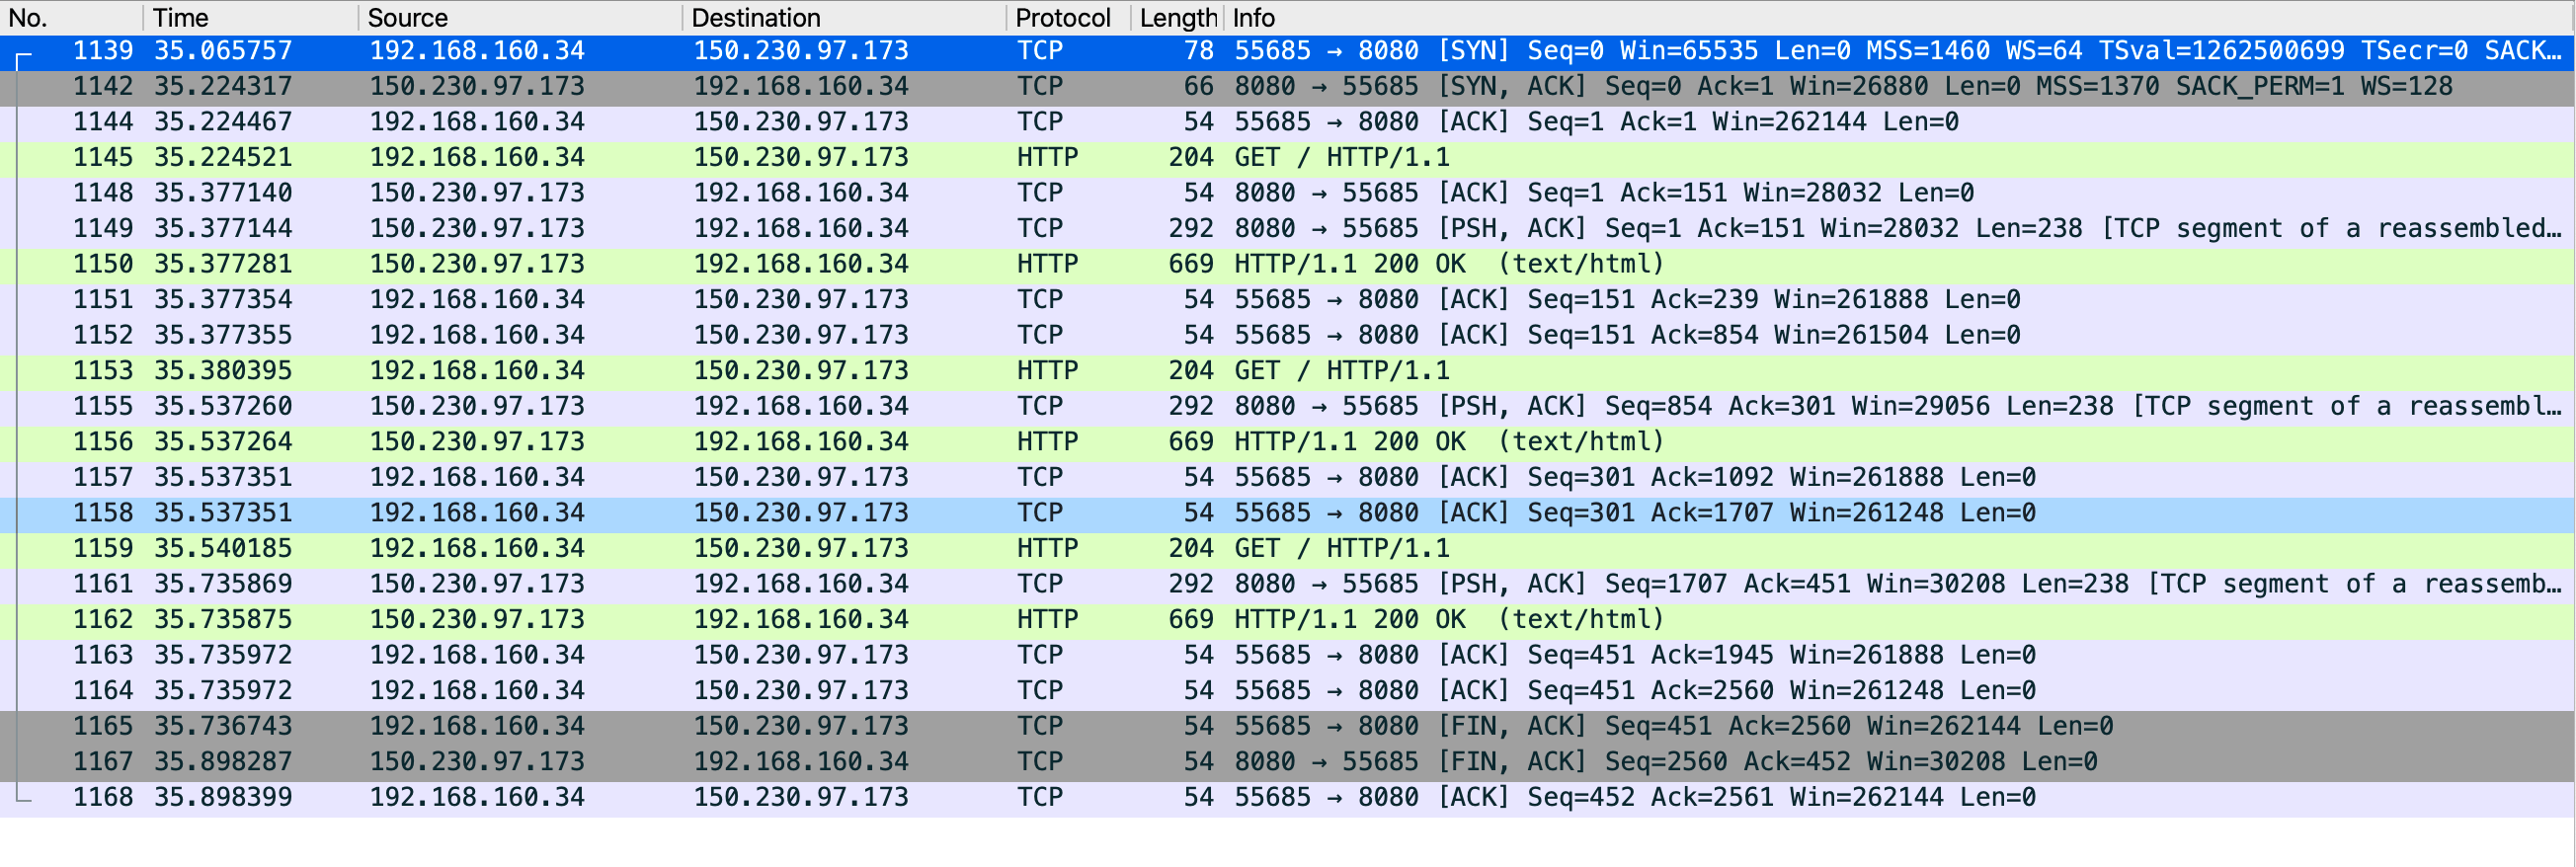 No. Time Source Destination Protocol Length Info
1139 35.065757 192.168.160.34 150.230.97.173 TCP 78 55685 → 8080 [SYN] Seq=0 Win=65535 Len=0 MSS=1460 WS=64 TSval=1262500699 TSecr=0 SACK…
1142 35.224317 150.230.97.173 192.168.160.34 TCP 66 8080 → 55685 [SYN, ACK] Seq=0 Ack=1 Win=26880 Len=0 MSS=1370 SACK_PERM=1 WS=128
1144 35.224467 192.168.160.34 150.230.97.173 TCP 54 55685 → 8080 [ACK] Seq=1 Ack=1 Win=262144 Len=0
1145 35.224521 192.168.160.34 150.230.97.173 HTTP 204 GET / HTTP/1.1
1148 35.377140 150.230.97.173 192.168.160.34 TCP 54 8080 → 55685 [ACK] Seq=1 Ack=151 Win=28032 Len=0
1149 35.377144 150.230.97.173 192.168.160.34 TCP 292 8080 → 55685 [PSH, ACK] Seq=1 Ack=151 Win=28032 Len=238 [TCP segment of a reassembled…
1150 35.377281 150.230.97.173 192.168.160.34 HTTP 669 HTTP/1.1 200 OK (text/html)
1151 35.377354 192.168.160.34 150.230.97.173 TCP 54 55685 → 8080 [ACK] Seq=151 Ack=239 Win=261888 Len=0
1152 35.377355 192.168.160.34 150.230.97.173 TCP 54 55685 → 8080 [ACK] Seq=151 Ack=854 Win=261504 Len=0
1153 35.380395 192.168.160.34 150.230.97.173 HTTP 204 GET / HTTP/1.1
1155 35.537260 150.230.97.173 192.168.160.34 TCP 292 8080 → 55685 [PSH, ACK] Seq=854 Ack=301 Win=29056 Len=238 [TCP segment of a reassembl…
1156 35.537264 150.230.97.173 192.168.160.34 HTTP 669 HTTP/1.1 200 OK (text/html)
1157 35.537351 192.168.160.34 150.230.97.173 TCP 54 55685 → 8080 [ACK] Seq=301 Ack=1092 Win=261888 Len=0
1158 35.537351 192.168.160.34 150.230.97.173 TCP 54 55685 → 8080 [ACK] Seq=301 Ack=1707 Win=261248 Len=0
1159 35.540185 192.168.160.34 150.230.97.173 HTTP 204 GET / HTTP/1.1
1161 35.735869 150.230.97.173 192.168.160.34 TCP 292 8080 → 55685 [PSH, ACK] Seq=1707 Ack=451 Win=30208 Len=238 [TCP segment of a reassemb…
1162 35.735875 150.230.97.173 192.168.160.34 HTTP 669 HTTP/1.1 200 OK (text/html)
1163 35.735972 192.168.160.34 150.230.97.173 TCP 54 55685 → 8080 [ACK] Seq=451 Ack=1945 Win=261888 Len=0
1164 35.735972 192.168.160.34 150.230.97.173 TCP 54 55685 → 8080 [ACK] Seq=451 Ack=2560 Win=261248 Len=0
1165 35.736743 192.168.160.34 150.230.97.173 TCP 54 55685 → 8080 [FIN, ACK] Seq=451 Ack=2560 Win=262144 Len=0
1167 35.898287 150.230.97.173 192.168.160.34 TCP 54 8080 → 55685 [FIN, ACK] Seq=2560 Ack=452 Win=30208 Len=0
1168 35.898399 192.168.160.34 150.230.97.173 TCP 54 55685 → 8080 [ACK] Seq=452 Ack=2561 Win=262144 Len=0